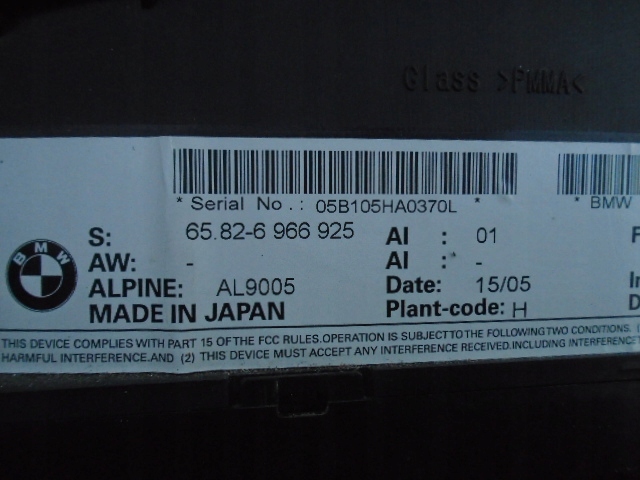 Glass >PMMA<
* Serial No . : 05B105HA0370L * * BMW
BMW
S: 65.82-6 966 925 AI : 01
AW: - AI : -
ALPINE: AL9005 Date: 15/05
MADE IN JAPAN Plant-code: H
THIS DEVICE COMPLIES WITH PART 15 OF THE FCC RULES.OPERATION IS SUBJECT TO THE FOLLOWING TWO CONDITIONS.
HARMFUL INTERFERENCE.AND (2) THIS DEVICE MUST ACCEPT ANY INTERFERENCE RECEIVED.INCLUDING INTERFERENCE